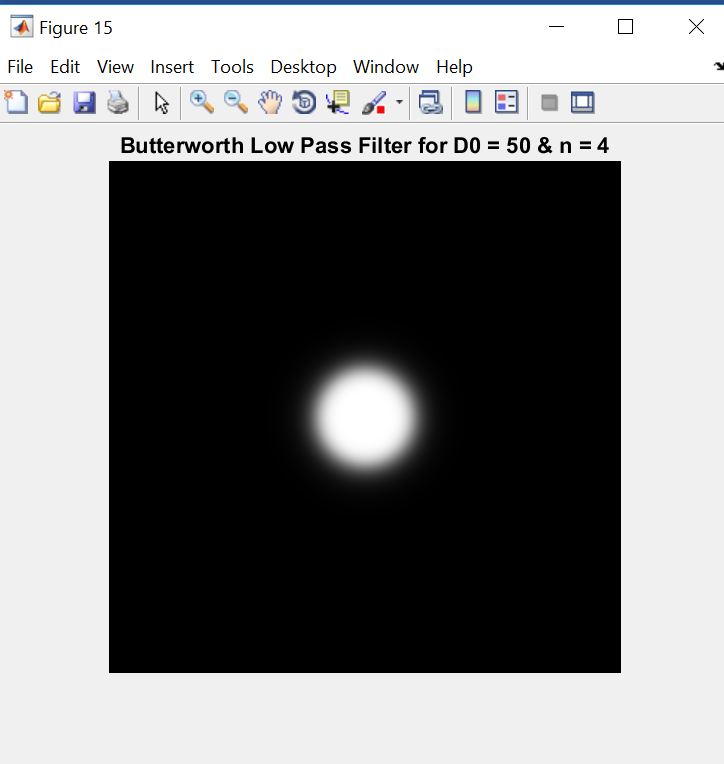 Figure 15
File Edit View Insert Tools Desktop Window Help
Butterworth Low Pass Filter for D0 = 50 & n = 4